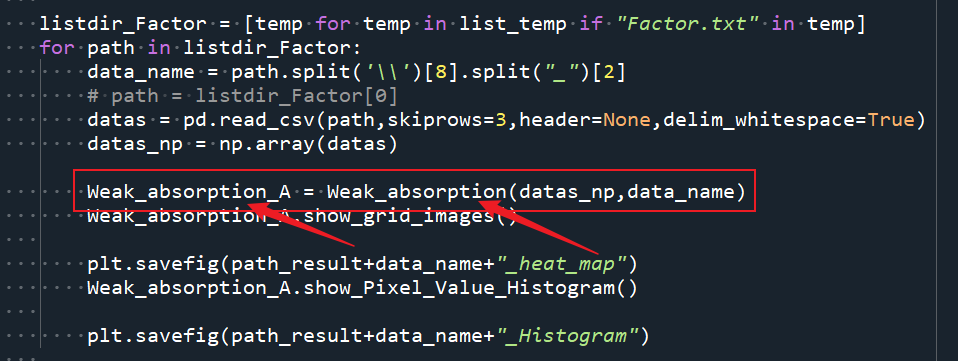 listdir_Factor = [temp for temp in list_temp if "Factor.txt" in temp]
for path in listdir_Factor:
data_name = path.split('\\')[8].split("_")[2]
# path = listdir_Factor[0]
datas = pd.read_csv(path,skiprows=3,header=None,delim_whitespace=True)
datas_np = np.array(datas)
Weak_absorption_A = Weak_absorption(datas_np,data_name)
Weak_absorption_A.show_grid_images()
plt.savefig(path_result+data_name+"_heat_map")
Weak_absorption_A.show_Pixel_Value_Histogram()
plt.savefig(path_result+data_name+"_Histogram")